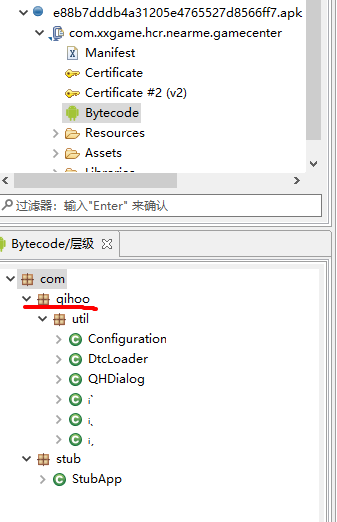 e88b7dddb4a31205e4765527d8566ff7.apk
com.xxgame.hcr.nearme.gamecenter
Manifest
Certificate
Certificate #2 (v2)
Bytecode
Resources
Assets
过滤器：输入"Enter" 来确认
Bytecode/层级
com
qihoo
util
Configuration
DtcLoader
QHDialog
stub
StubApp